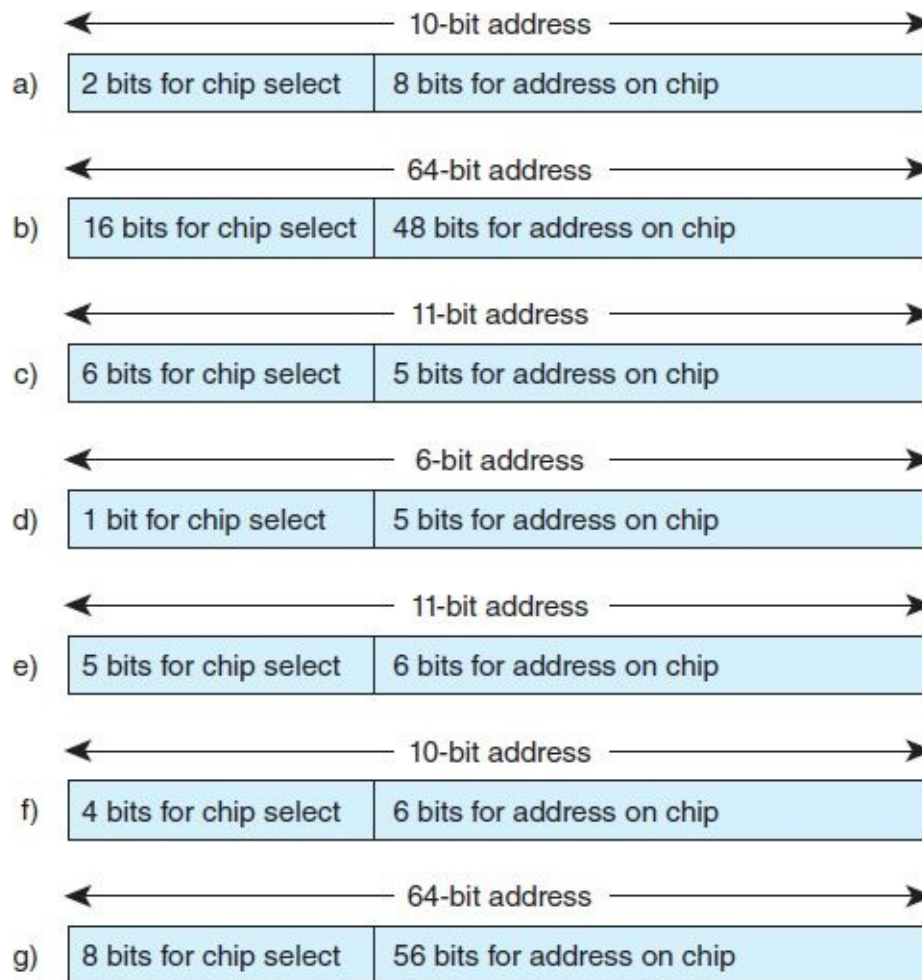 10-bit address
a) 2 bits for chip select 8 bits for address on chip
64-bit address
b) 16 bits for chip select 48 bits for address on chip
11-bit address
c) 6 bits for chip select 5 bits for address on chip
6-bit address
d) 1 bit for chip select 5 bits for address on chip
11-bit address
e) 5 bits for chip select 6 bits for address on chip
10-bit address
f) 4 bits for chip select 6 bits for address on chip
64-bit address
g) 8 bits for chip select 56 bits for address on chip